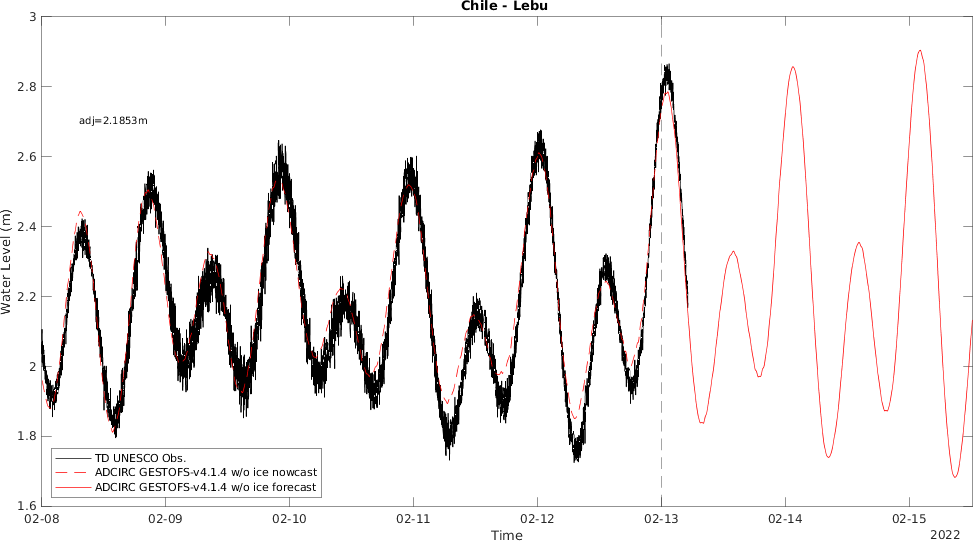 Chile - Lebu
3
2.8
adj=2.1853m
2.6
2.4
Water Level (m)
2.2
2
1.8
TD UNESCO Obs.
ADCIRC GESTOFS-v4.1.4 w/o ice nowcast
ADCIRC GESTOFS-v4.1.4 w/o ice forecast
1.6
02-08 02-09 02-10 02-11 02-12 02-13 02-14 02-15
Time
2022